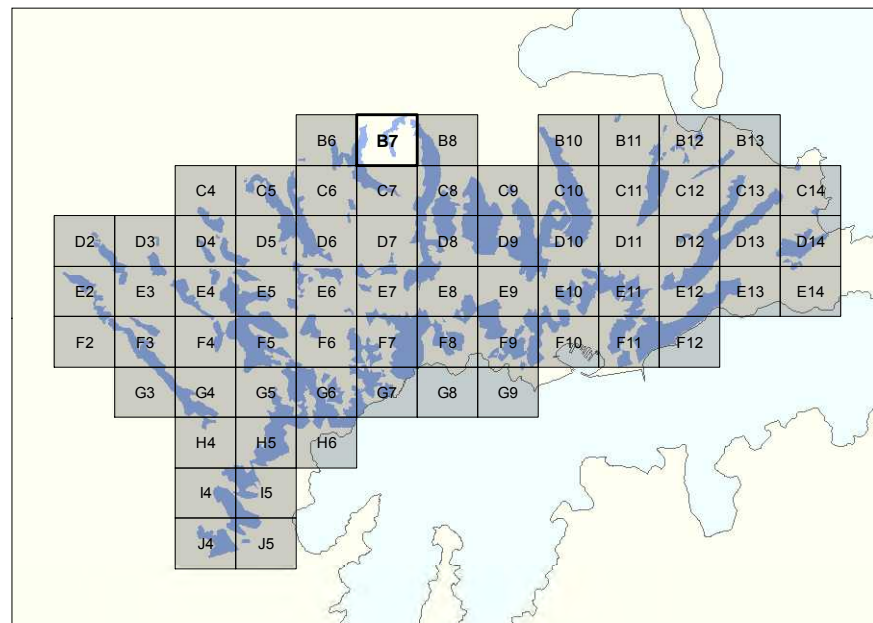 B6 B7 B8 B10 B11 B12 B13
C4 C5 C6 C7 C8 C9 C10 C11 C12 C13 C14
D2 D3 D4 D5 D6 D7 D8 D9 D10 D11 D12 D13 D14
E2 E3 E4 E5 E6 E7 E8 E9 E10 E11 E12 E13 E14
F2 F3 F4 F5 F6 F7 F8 F9 F10 F11 F12
G3 G4 G5 G6 G7 G8 G9
H4 H5 H6
I4 I5
J4 J5